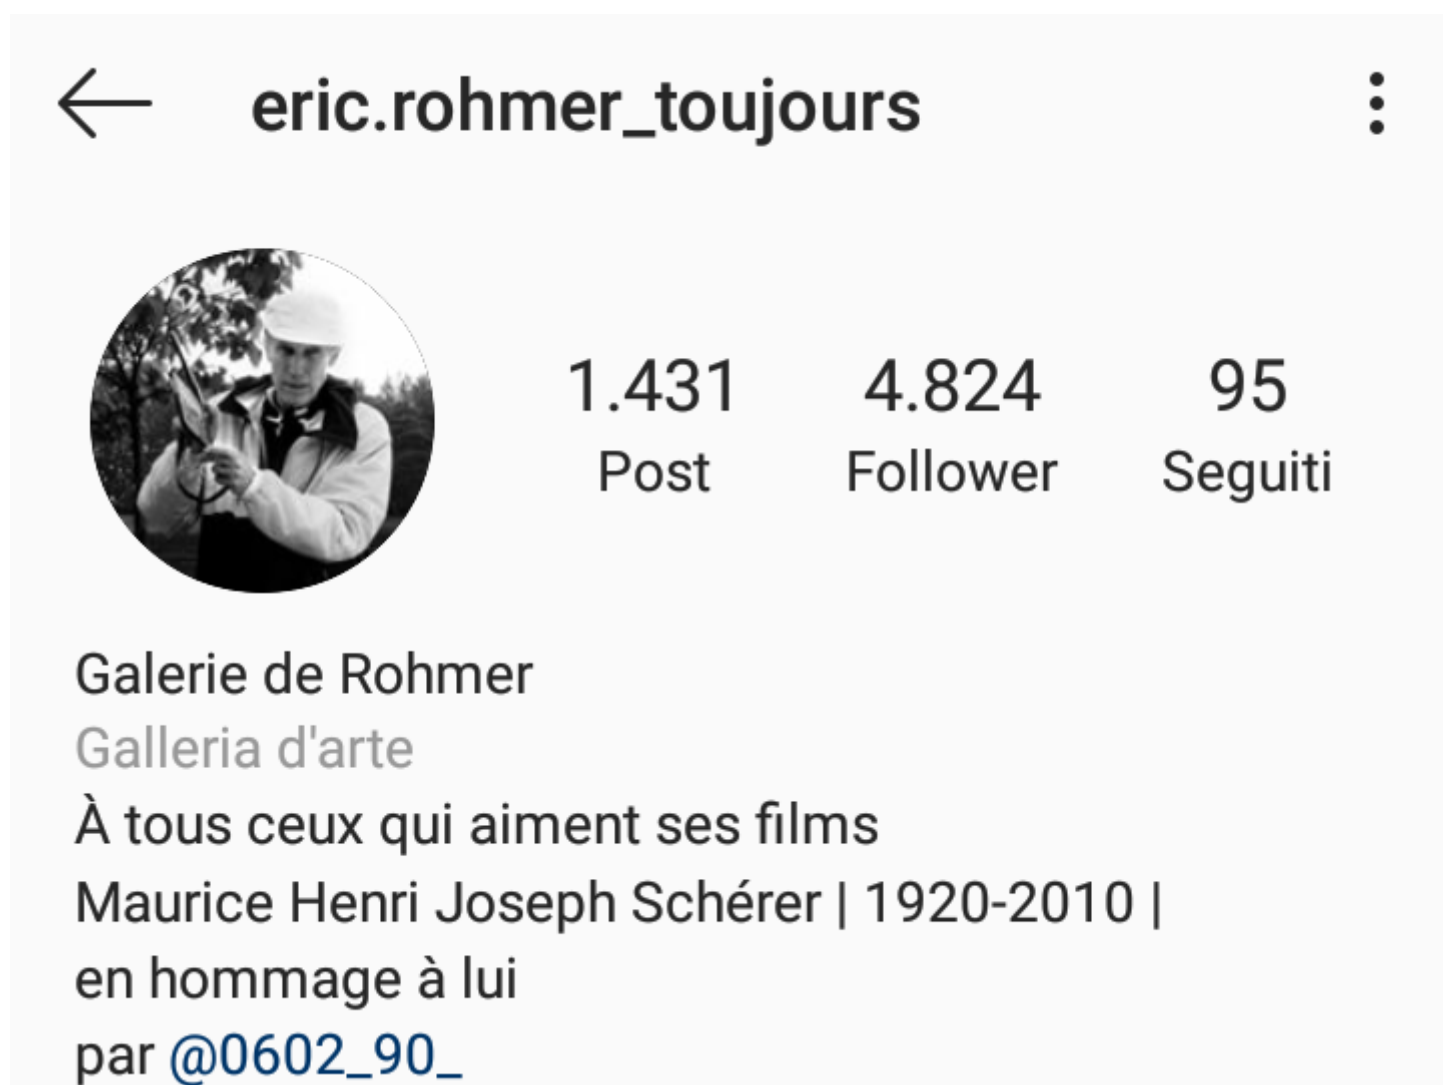 eric.rohmer_toujours
1.431 4.824 95
Post Follower Seguiti
Galerie de Rohmer
Galleria d'arte
À tous ceux qui aiment ses films
Maurice Henri Joseph Schérer | 1920-2010 |
en hommage à lui
par @0602_90_